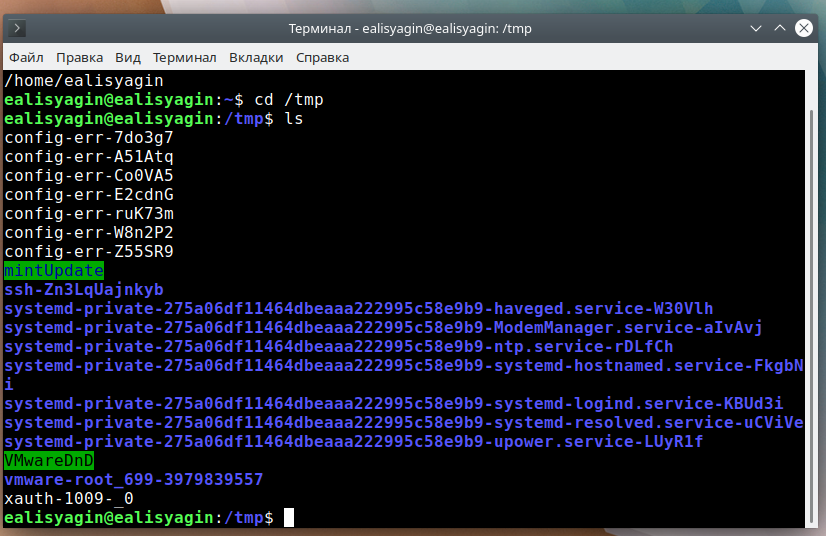 Терминал - ealisyagin@ealisyagin: /tmp
Файл Правка Вид Терминал Вкладки Справка
/home/ealisyagin
ealisyagin@ealisyagin:~$ cd /tmp
ealisyagin@ealisyagin:/tmp$ ls
config-err-7do3g7
config-err-A51Atq
config-err-Co0VA5
config-err-E2cdnG
config-err-ruK73m
config-err-W8n2P2
config-err-Z55SR9
mintUpdate
ssh-Zn3LqUajnkyb
systemd-private-275a06df11464dbeaaa222995c58e9b9-haveged.service-W30Vlh
systemd-private-275a06df11464dbeaaa222995c58e9b9-ModemManager.service-aIvAvj
systemd-private-275a06df11464dbeaaa222995c58e9b9-ntp.service-rDLfCh
systemd-private-275a06df11464dbeaaa222995c58e9b9-systemd-hostnamed.service-FkgbN
i
systemd-private-275a06df11464dbeaaa222995c58e9b9-systemd-logind.service-KBUd3i
systemd-private-275a06df11464dbeaaa222995c58e9b9-systemd-resolved.service-uCViVe
systemd-private-275a06df11464dbeaaa222995c58e9b9-upower.service-LUyR1f
VMwareDnD
vmware-root_699-3979839557
xauth-1009-_0
ealisyagin@ealisyagin:/tmp$